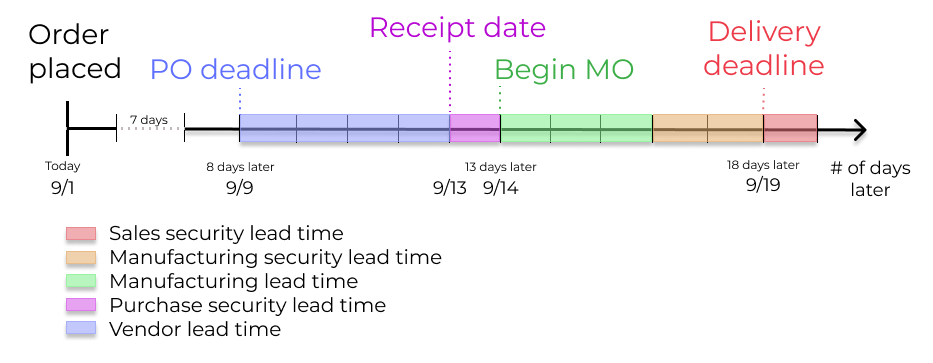 Order
placed
PO deadline
Receipt date
Begin MO
Delivery
deadline
7 days
Today
9/1
8 days later
9/9
9/13
13 days later
9/14
18 days later
9/19
# of days
later
Sales security lead time
Manufacturing security lead time
Manufacturing lead time
Purchase security lead time
Vendor lead time